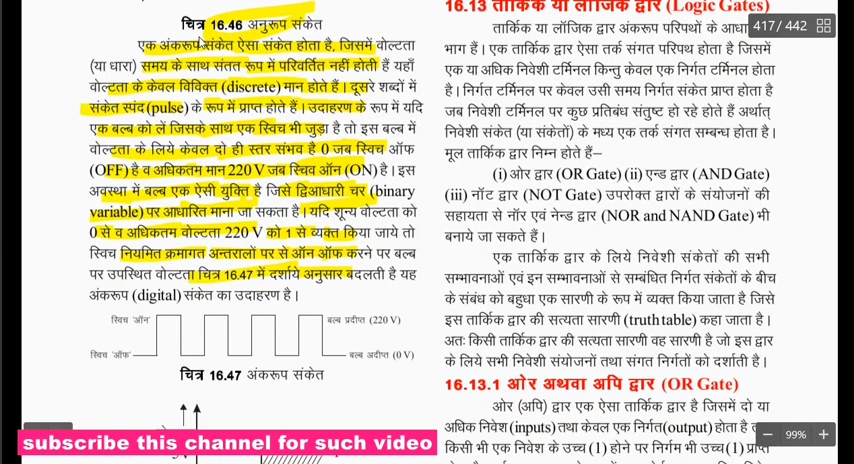 चित्र 16.46 अनुरूप संकेत
एक अंकरूप संकेत ऐसा संकेत होता है, जिसमें वोल्टता
(या धारा) समय के साथ संतत रूप में परिवर्तित नहीं होती हैं यहाँ
वोल्टता के केवल विविक्त (discrete) मान होते हैं। दूसरे शब्दों में
संकेत स्पंद (pulse) के रूप में प्राप्त होते हैं। उदाहरण के रूप में यदि
एक बल्ब को लें जिसके साथ एक स्विच भी जुड़ा है तो इस बल्ब में
वोल्टता के लिये केवल दो ही स्तर संभव है 0 जब स्विच ऑफ
(OFF) है व अधिकतम मान 220 V जब स्विव ऑन (ON) है। इस
अवस्था में बल्ब एक ऐसी युक्ति है जिसे द्विआधारी चर (binary
variable) पर आधारित माना जा सकता है। यदि शून्य वोल्टता को
0 से व अधिकतम वोल्टता 220 V को 1 से व्यक्त किया जाये तो
स्विच नियमित क्रमागत अन्तरालों पर से ऑन ऑफ करने पर बल्ब
पर उपस्थित वोल्टता चित्र 16.47 में दर्शाये अनुसार बदलती है यह
अंकरूप (digital) संकेत का उदाहरण है।
स्विच 'ऑन' बल्ब प्रदीप्त (220 V)
स्विच 'ऑफ' बल्ब अदीप्त (0 V)
चित्र 16.47 अंकरूप संकेत
subscribe this channel for such video
16.13 तार्किक या लॉजिक द्वार (Logic Gates)
तार्किक या लॉजिक द्वार अंकरूप परिपथों के
भाग हैं। एक तार्किक द्वार ऐसा तर्क संगत परिपथ होता है जिसमें
एक या अधिक निवेशी टर्मिनल किन्तु केवल एक निर्गत टर्मिनल होता
है। निर्गत टर्मिनल पर केवल उसी समय निर्गत संकेत प्राप्त होता है
जब निवेशी टर्मिनल पर कुछ प्रतिबंध संतुष्ट हो रहे होते हैं अर्थात्
निवेशी संकेत (या संकेतों) के मध्य एक तर्क संगत सम्बन्ध होता है।
मूल तार्किक द्वार निम्न होते हैं–
(i) ओर द्वार (OR Gate) (ii) एन्ड द्वार (AND Gate)
(iii) नॉट द्वार (NOT Gate) उपरोक्त द्वारों के संयोजनों की
सहायता से नॉर एवं नेन्ड द्वार (NOR and NAND Gate) भी
बनाये जा सकते हैं।
एक तार्किक द्वार के लिये निवेशी संकेतों की सभी
सम्भावनाओं एवं इन सम्भावनाओं से सम्बंधित निर्गत संकेतों के बीच
के संबंध को बहुधा एक सारणी के रूप में व्यक्त किया जाता है जिसे
इस तार्किक द्वार की सत्यता सारणी (truth table) कहा जाता है।
अतः किसी तार्किक द्वार की सत्यता सारणी वह सारणी है जो इस द्वार
के लिये सभी निवेशी संयोजनों तथा संगत निर्गतों को दर्शाती है।
16.13.1 ओर अथवा अपि द्वार (OR Gate)
ओर (अपि) द्वार एक ऐसा तार्किक द्वार है जिसमें दो या
अधिक निवेश (inputs) तथा केवल एक निर्गत (output) होता है
किसी भी एक निवेश के उच्च (1) होने पर निर्गम भी उच्च (1)
417 / 442
99%